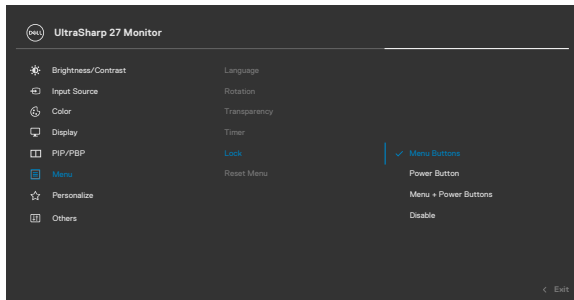 DELL UltraSharp 27 Monitor
Brightness/Contrast Language
Input Source Rotation
Color Transparency
Display Timer
PIP/PBP Lock Menu Buttons
Menu Reset Menu Power Button
Personalize Menu + Power Buttons
Others Disable
Exit